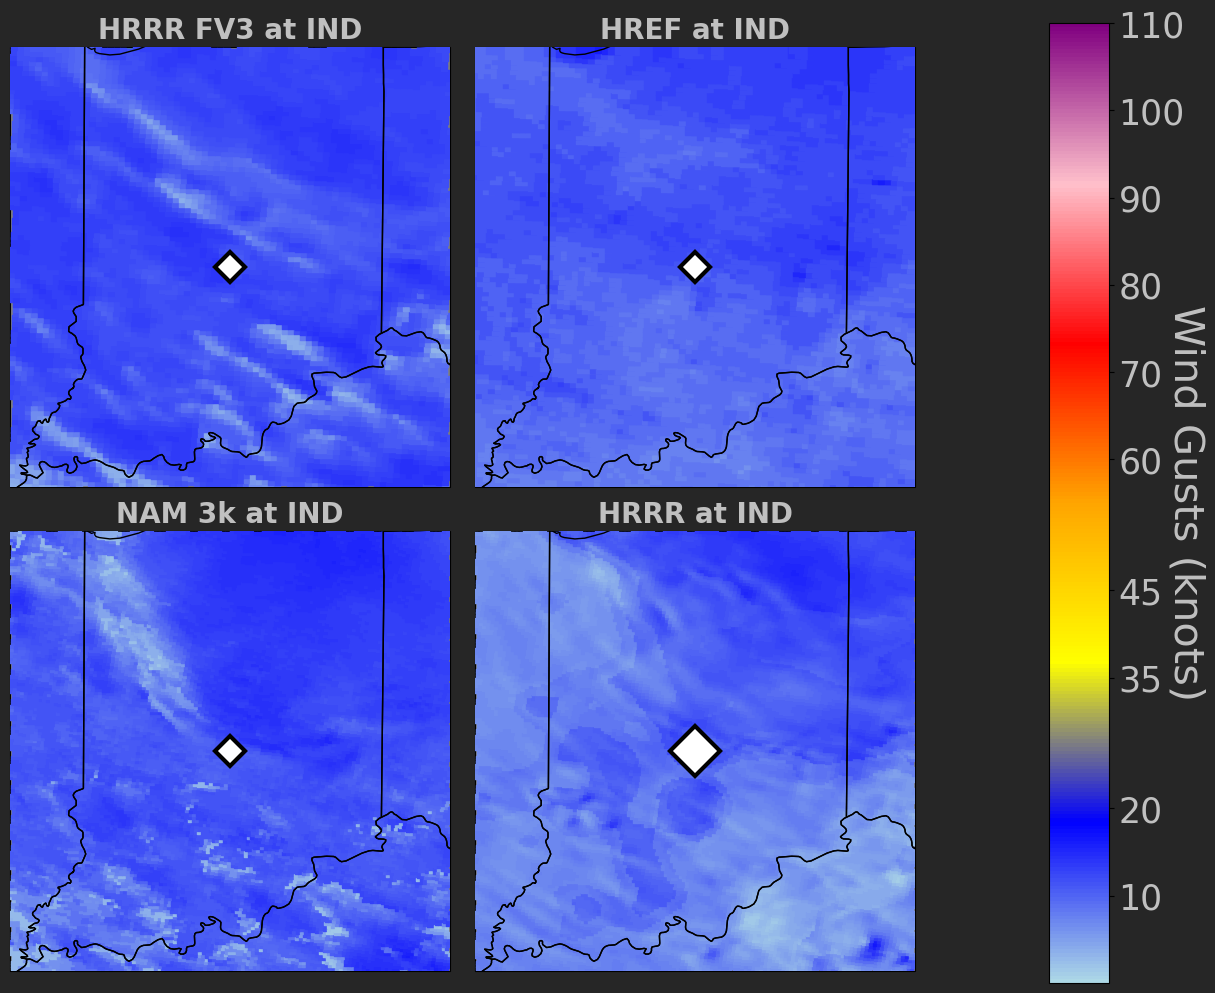 HRRR FV3 at IND
HREF at IND
NAM 3k at IND
HRRR at IND
110
100
90
80
70
60
45
35
20
10
Wind Gusts (knots)